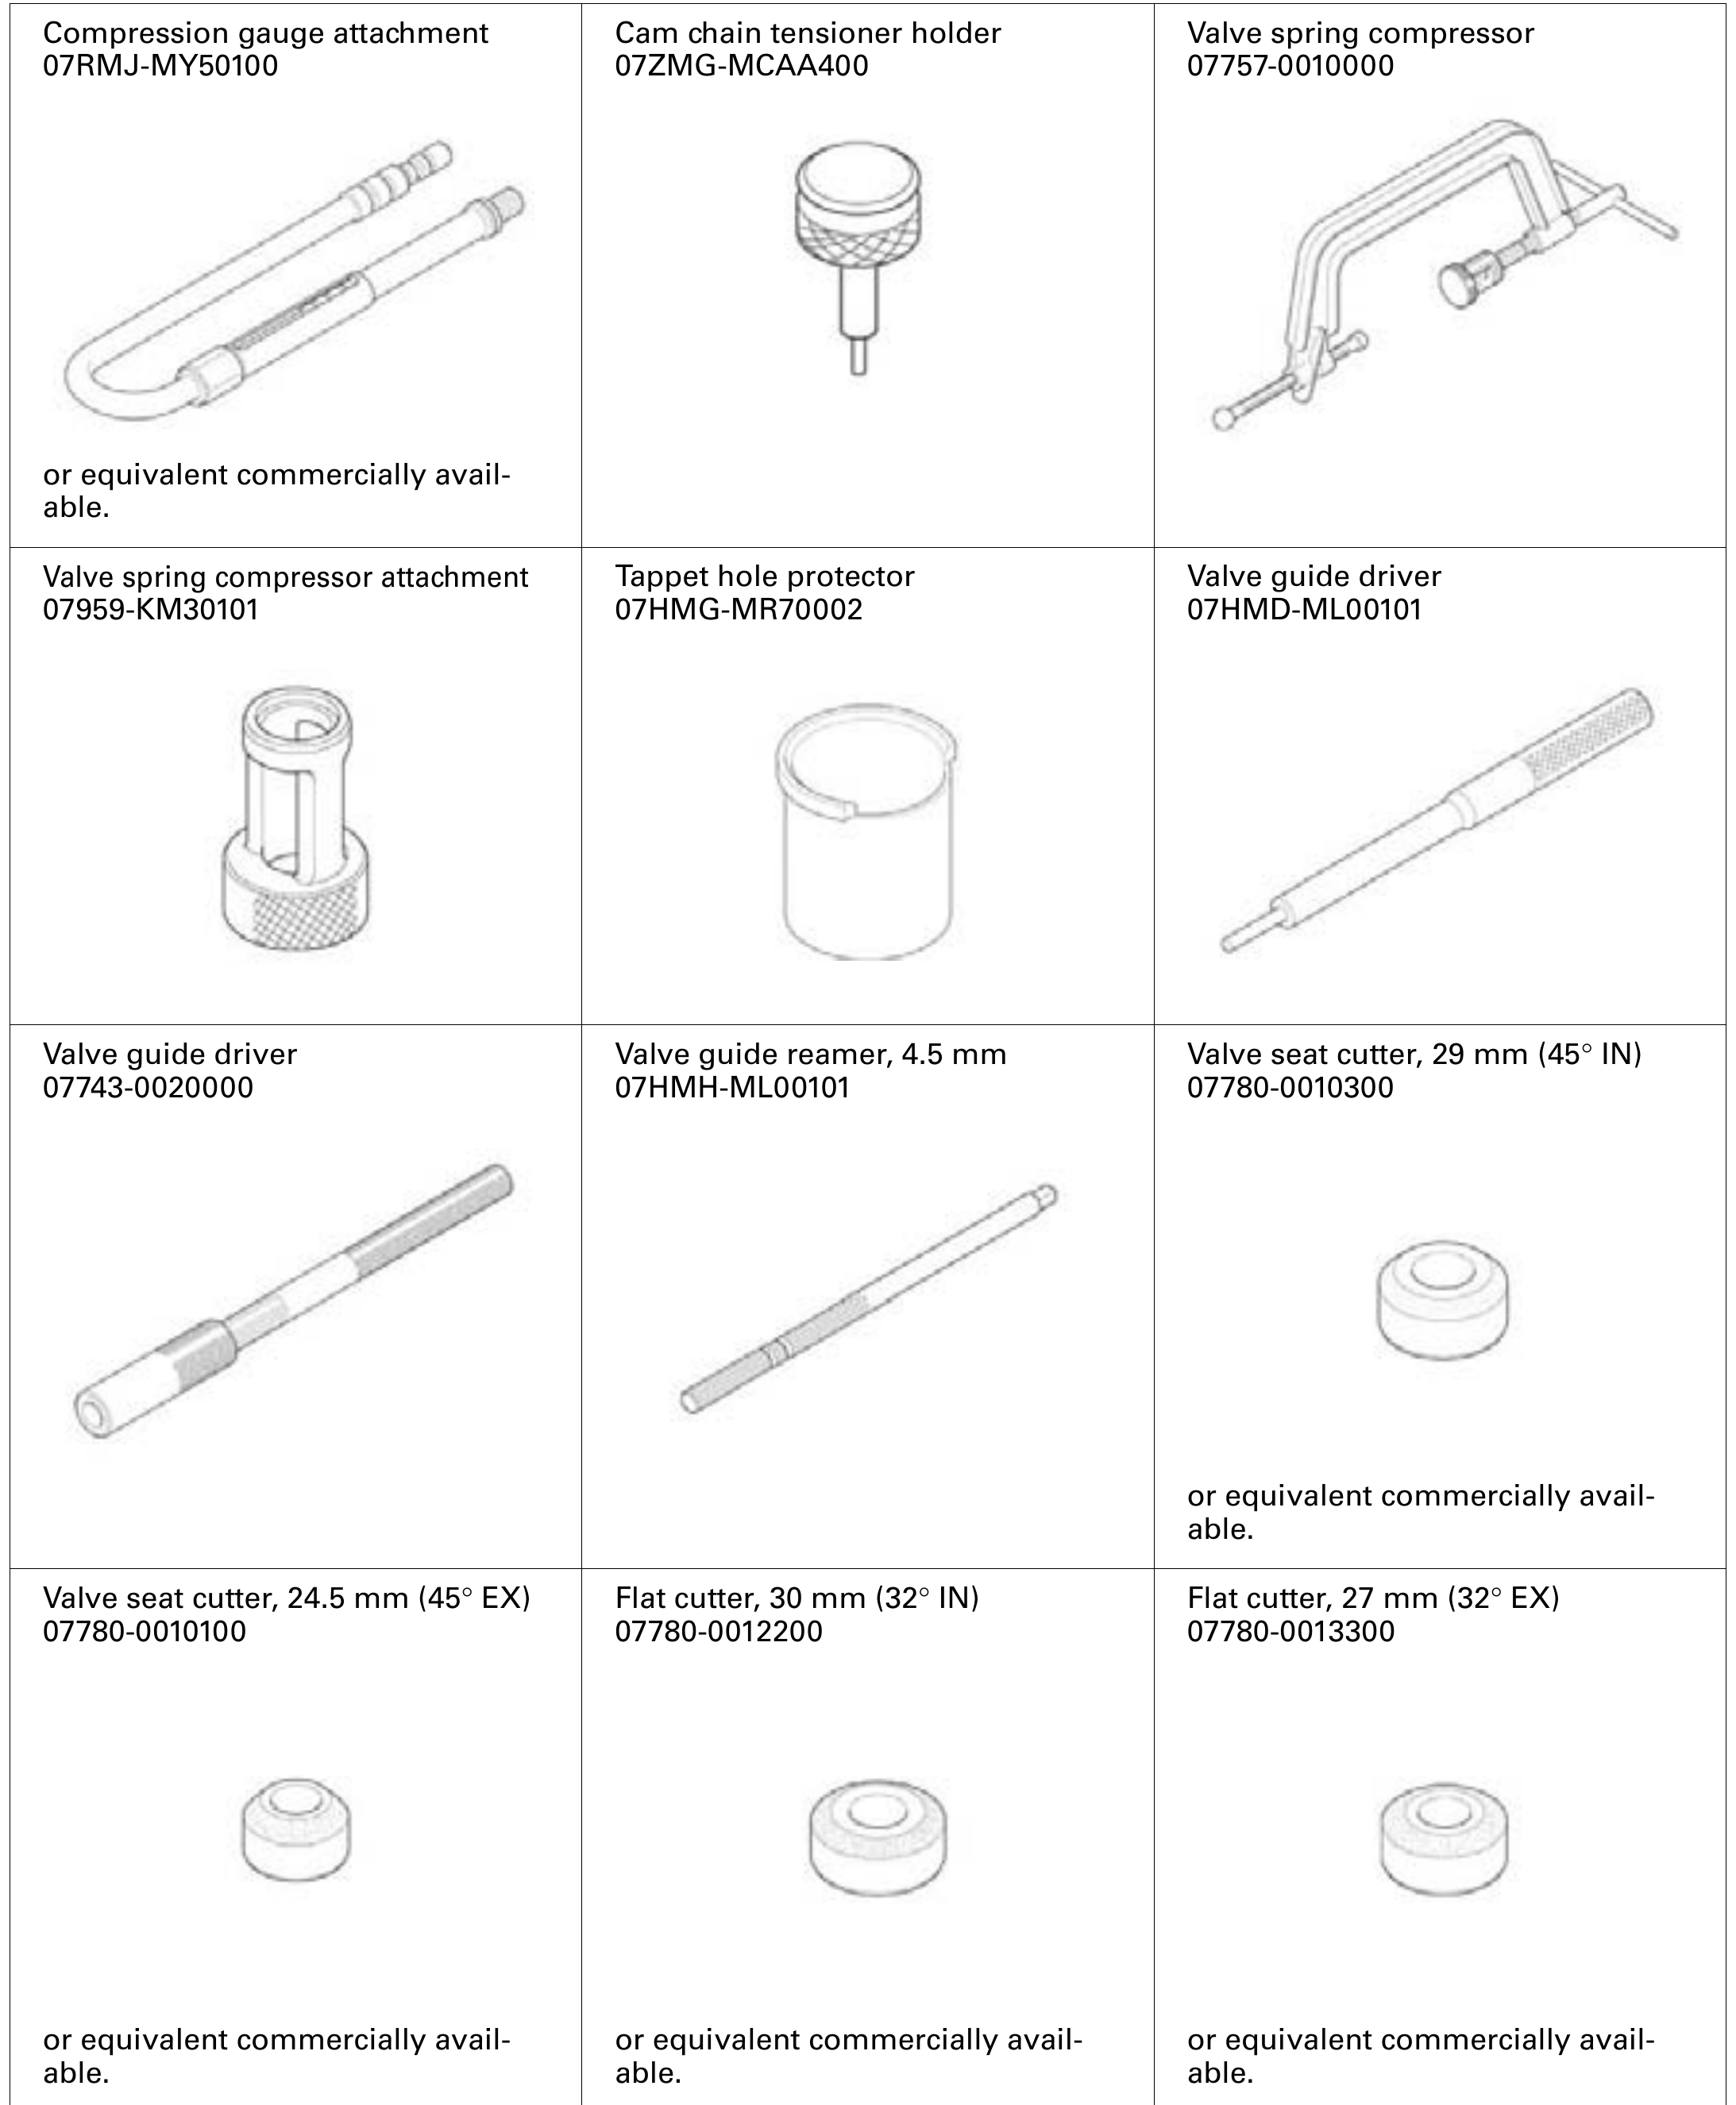 Compression gauge attachment
07RMJ-MY50100
or equivalent commercially avail-
able.
Cam chain tensioner holder
07ZMG-MCAA400
Valve spring compressor
07757-0010000
Valve spring compressor attachment
07959-KM30101
Tappet hole protector
07HMG-MR70002
Valve guide driver
07HMD-ML00101
Valve guide driver
07743-0020000
Valve guide reamer, 4.5 mm
07HMH-ML00101
Valve seat cutter, 29 mm (45° IN)
07780-0010300
or equivalent commercially avail-
able.
Valve seat cutter, 24.5 mm (45° EX)
07780-0010100
or equivalent commercially avail-
able.
Flat cutter, 30 mm (32° IN)
07780-0012200
or equivalent commercially avail-
able.
Flat cutter, 27 mm (32° EX)
07780-0013300
or equivalent commercially avail-
able.